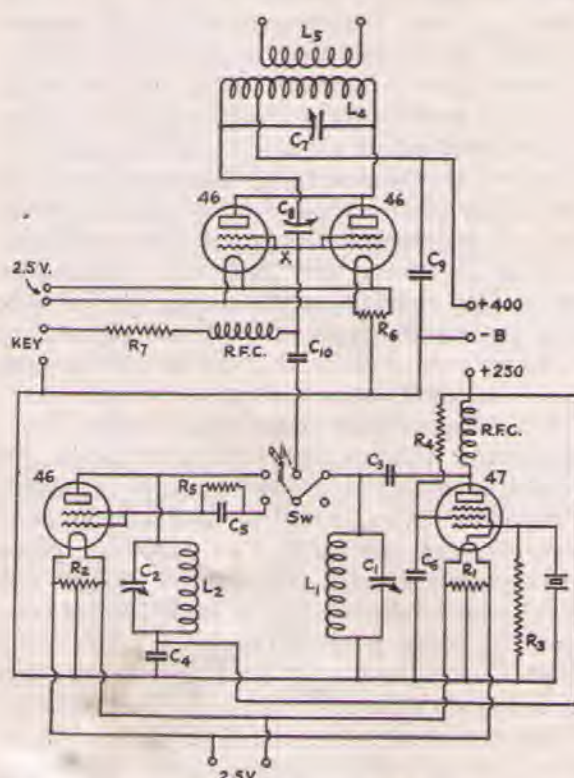 L5
L4
C7
46
C8
46
X
C9
2.5 V.
+400
R6
-B
KEY
R7
R.F.C.
C10
+250
R4
R.F.C.
46
R5
C3
47
C5
SW
R2
C2
L2
L1
C1
C6
R1
R3
C4
2.5V